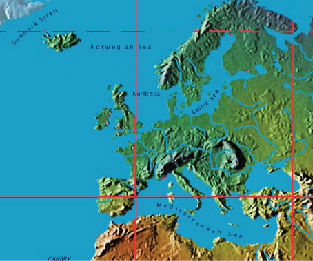 Denmark Strait
Norwegian Sea
North Sea
Baltic Sea
Mediterranean Sea
CANARY